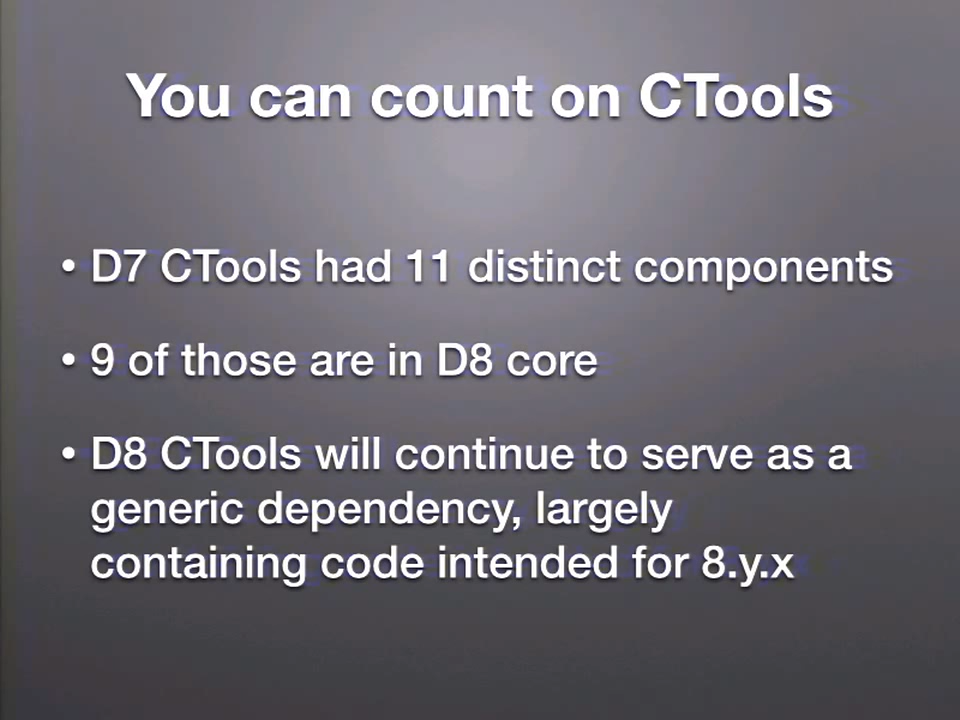 You can count on CTools
• D7 CTools had 11 distinct components
• 9 of those are in D8 core
• D8 CTools will continue to serve as a
generic dependency, largely
containing code intended for 8.y.x